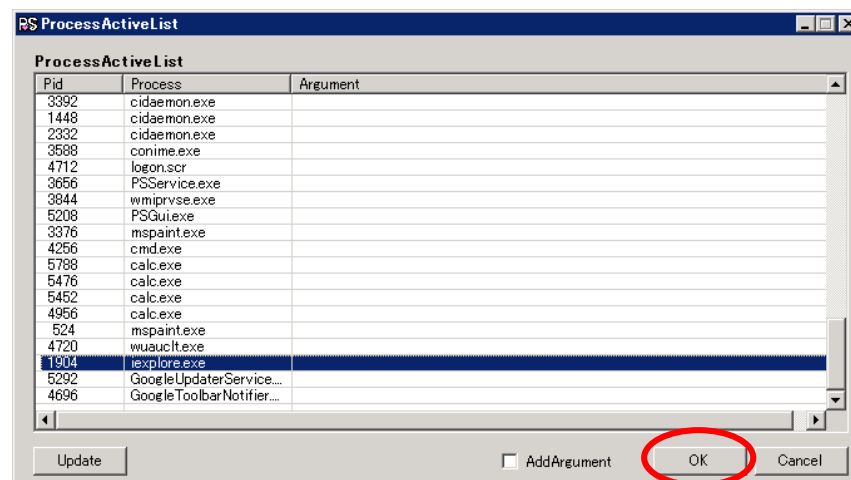 PS ProcessActiveList
ProcessActiveList
Pid Process Argument
3392 cidaemon.exe
1448 cidaemon.exe
2332 cidaemon.exe
3588 conime.exe
4712 logon.scr
3656 PSService.exe
3844 wmiprvse.exe
5208 PSGui.exe
3376 mspaint.exe
4256 cmd.exe
5788 calc.exe
5476 calc.exe
5452 calc.exe
4956 calc.exe
524 mspaint.exe
4720 wuauclt.exe
1904 iexplore.exe
5292 GoogleUpdaterService....
4696 GoogleToolbarNotifier....
Update AddArgument OK Cancel